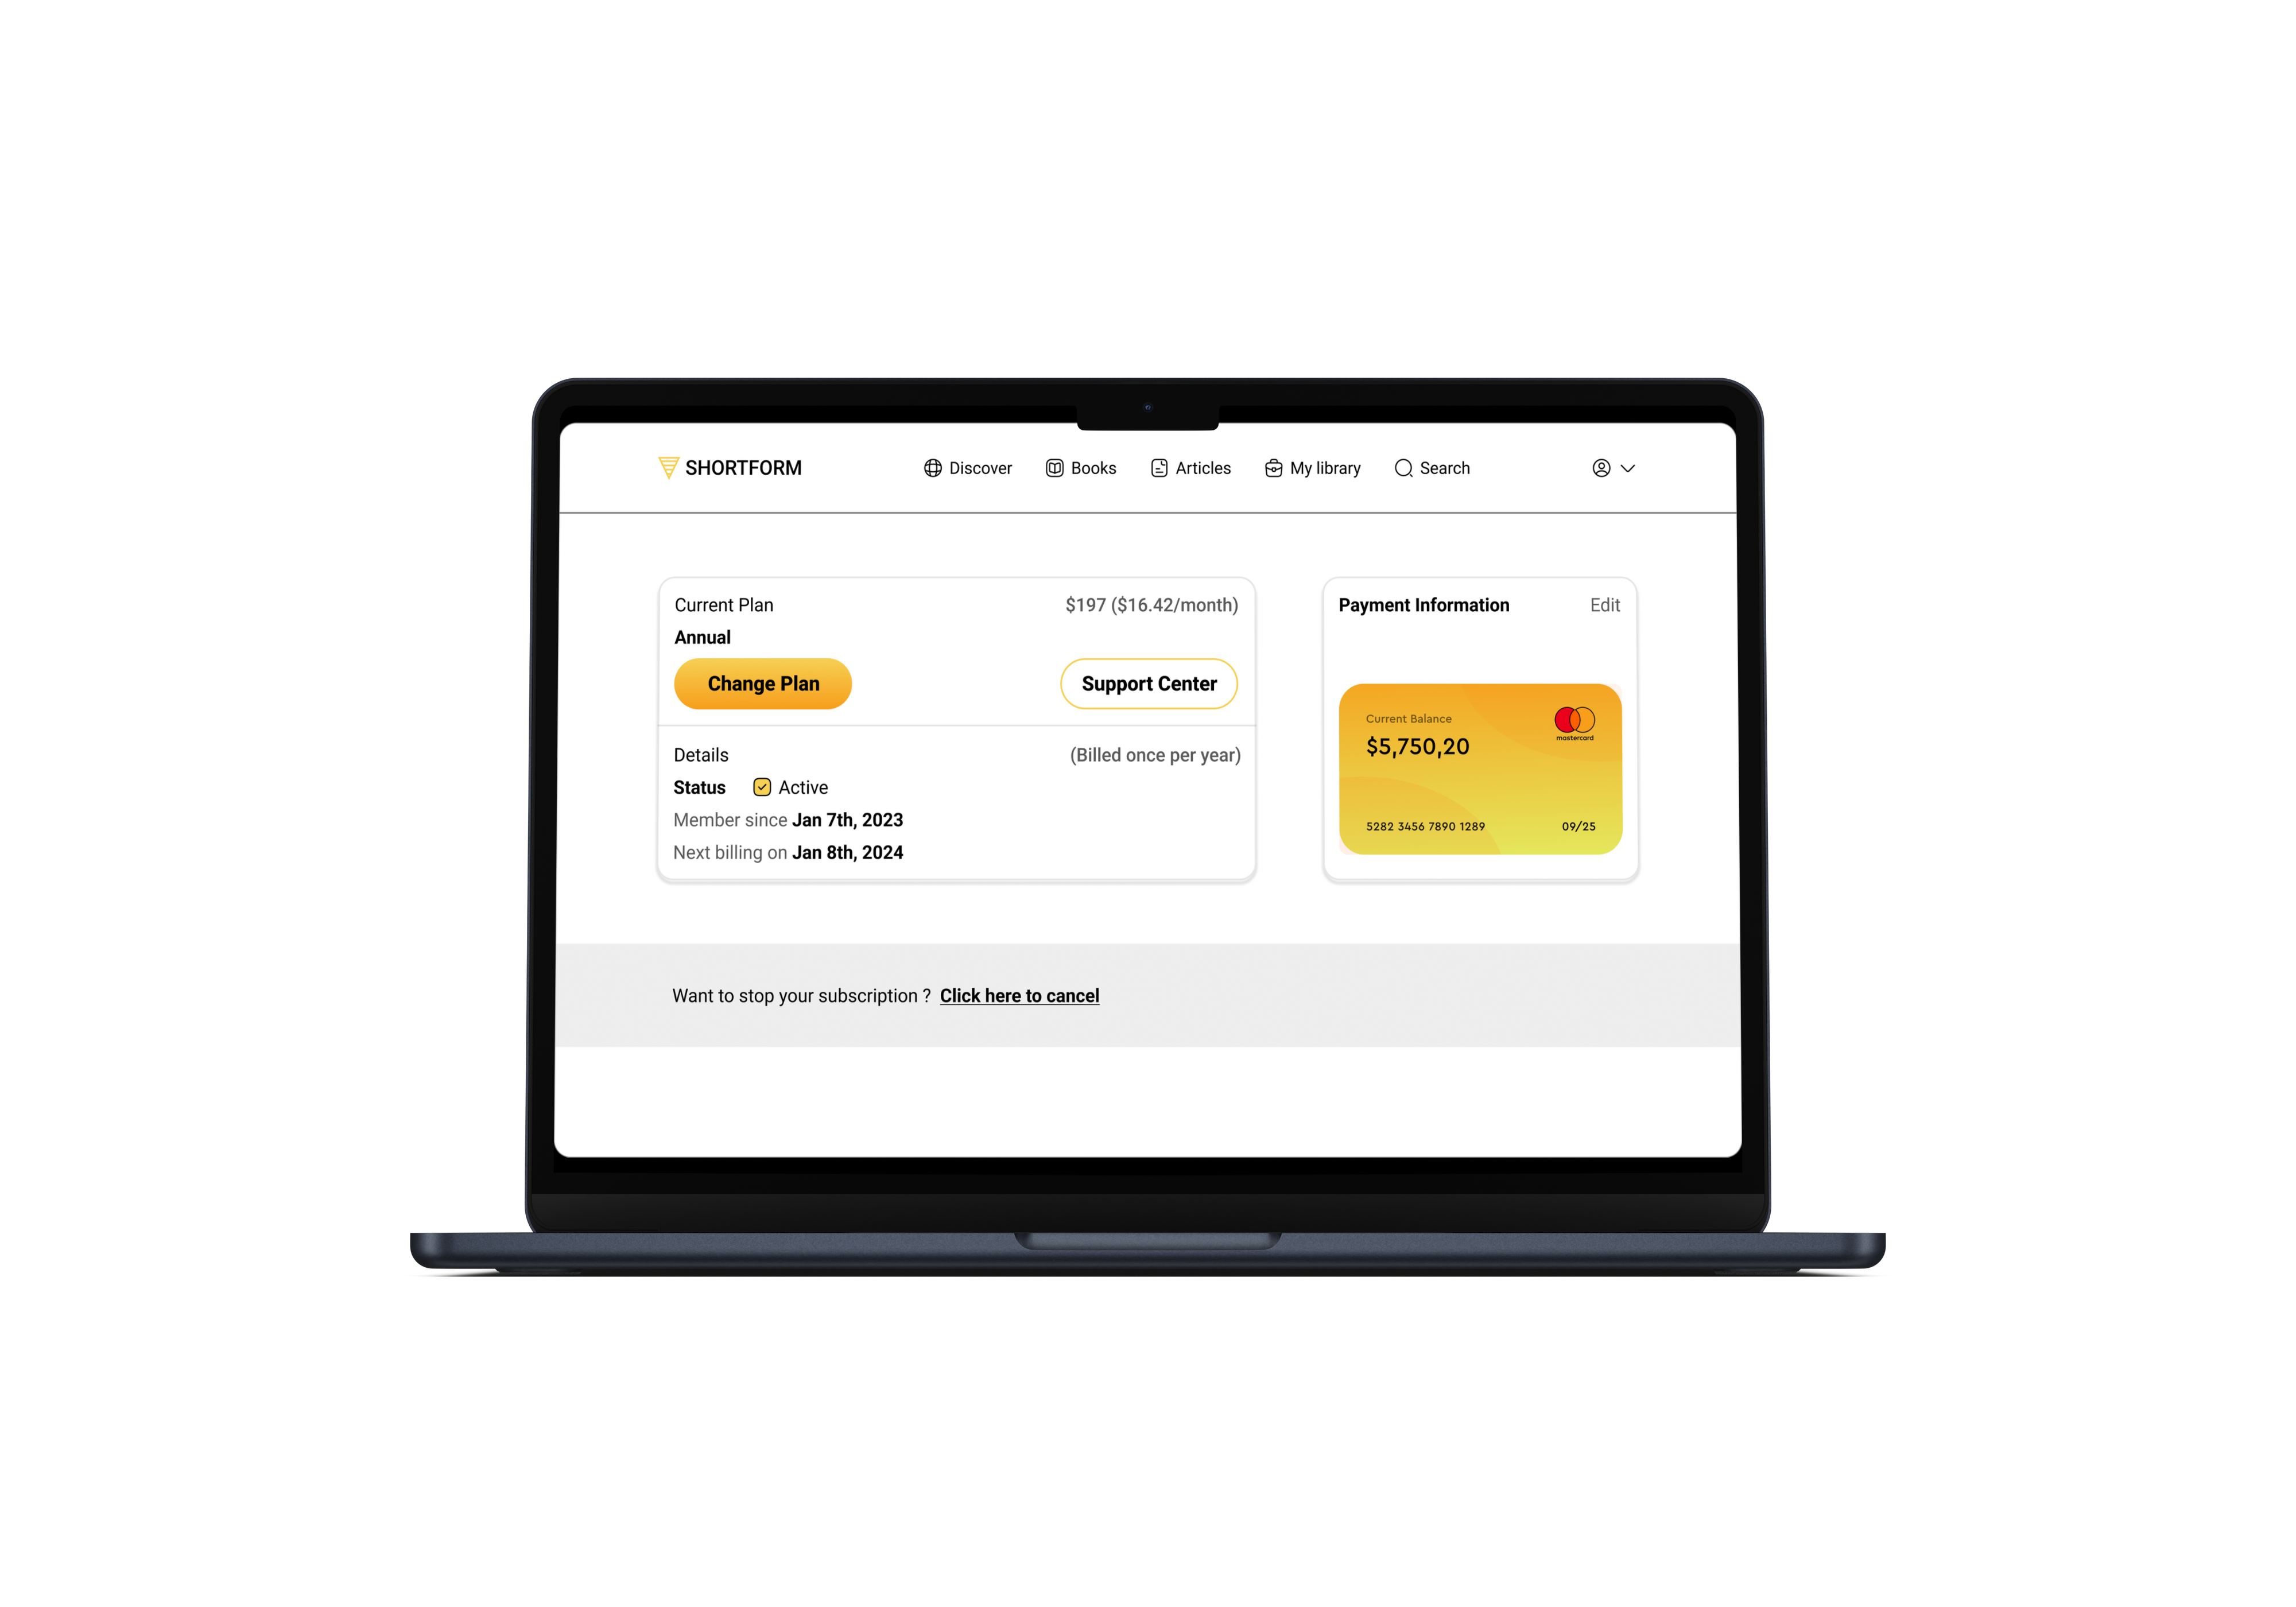 SHORTFORM
Discover
Books
Articles
My library
Search
Current Plan
$197 ($16.42/month)
Annual
Change Plan
Support Center
Details
(Billed once per year)
Status
Active
Member since Jan 7th, 2023
Next billing on Jan 8th, 2024
Payment Information
Edit
Current Balance
$5,750,20
mastercard
5282 3456 7890 1289
09/25
Want to stop your subscription ? Click here to cancel